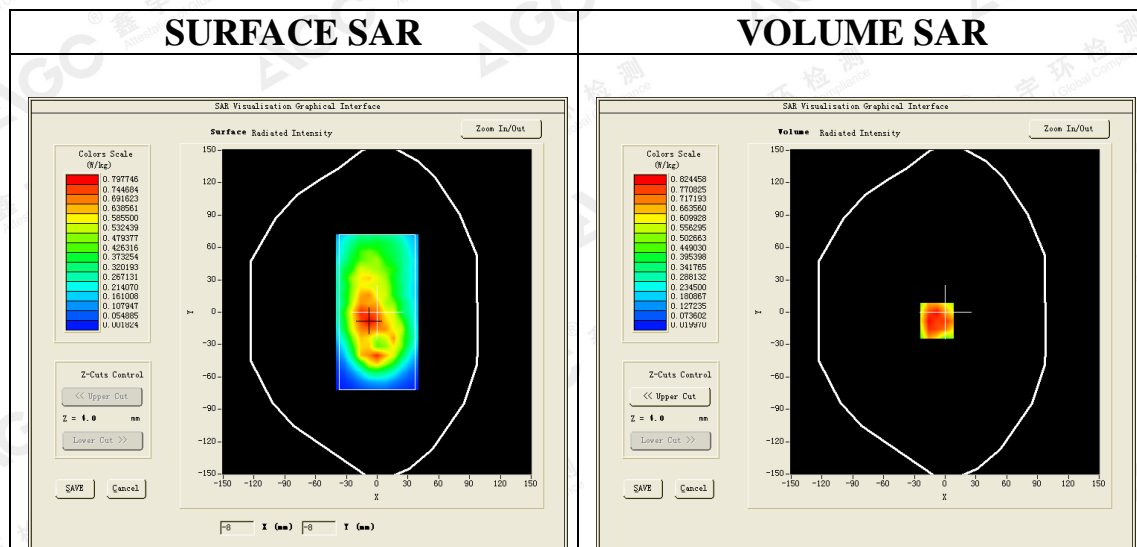 SURFACE SAR
VOLUME SAR
SAR Visualisation Graphical Interface
Surface Radiated Intensity
Zoom In/Out
Colors Scale
(W/kg)
0.797746
0.744684
0.691623
0.638561
0.585500
0.532439
0.479377
0.426316
0.373254
0.320193
0.267131
0.214070
0.161008
0.107947
0.054885
0.001824
Z-Cuts Control
<< Upper Cut
Z = 4.0 mm
Lower Cut >>
SAVE Cancel
150
120
90
60
30
0
-30
-60
-90
-120
-150
Y
-150 -120 -90 -60 -30 0 30 60 90 120 150
X
-8 X (mm) -8 Y (mm)
SAR Visualisation Graphical Interface
Volume Radiated Intensity
Zoom In/Out
Colors Scale
(W/kg)
0.824458
0.770825
0.717193
0.663560
0.609928
0.556295
0.502663
0.449030
0.395398
0.341765
0.288132
0.234500
0.180867
0.127235
0.073602
0.019970
Z-Cuts Control
<< Upper Cut
Z = 4.0 mm
Lower Cut >>
SAVE Cancel
150
120
90
60
30
0
-30
-60
-90
-120
-150
Y
-150 -120 -90 -60 -30 0 30 60 90 120 150
X